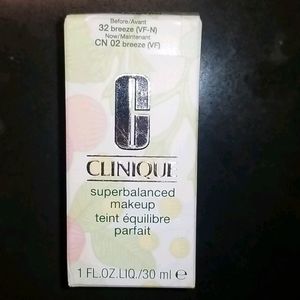 Before/Avant
32 breeze (VF-N)
Now/Maintenant
CN 02 breeze (VF)
C
CLINIQUE
superbalanced
makeup
teint équilibre
parfait
1 FL.OZ.LIQ./30 ml e